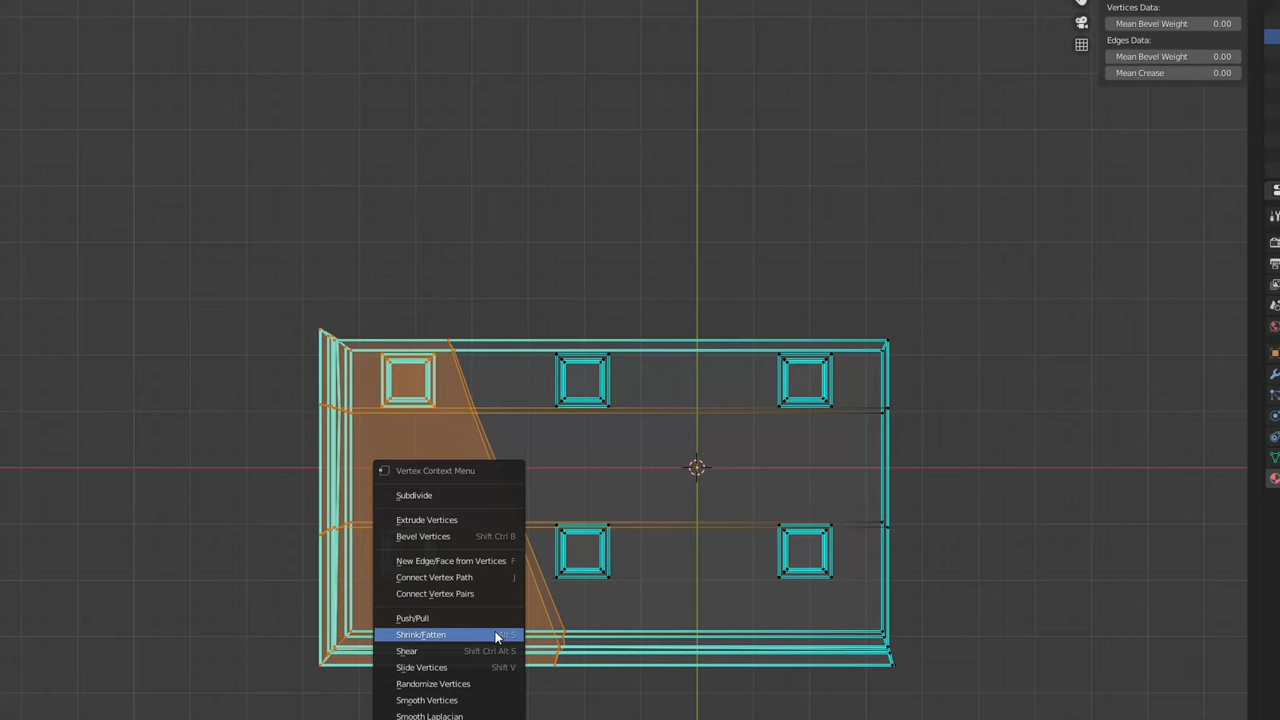 Vertices Data:
Mean Bevel Weight 0.00
Edges Data:
Mean Bevel Weight 0.00
Mean Crease 0.00
Vertex Context Menu
Subdivide
Extrude Vertices
Bevel Vertices Shift Ctrl B
New Edge/Face from Vertices F
Connect Vertex Path J
Connect Vertex Pairs
Push/Pull
Shrink/Fatten Alt S
Shear Shift Ctrl Alt S
Slide Vertices Shift V
Randomize Vertices
Smooth Vertices
Smooth Laplacian